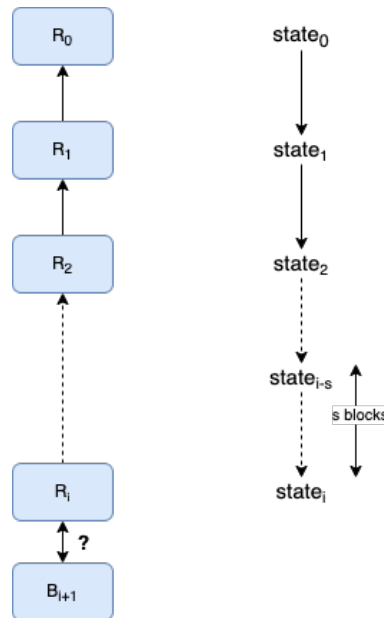 R₀ state₀
R₁ state₁
R₂ state₂
stateᵢ₋ₛ
s blocks
Rᵢ stateᵢ
?
Bᵢ₊₁